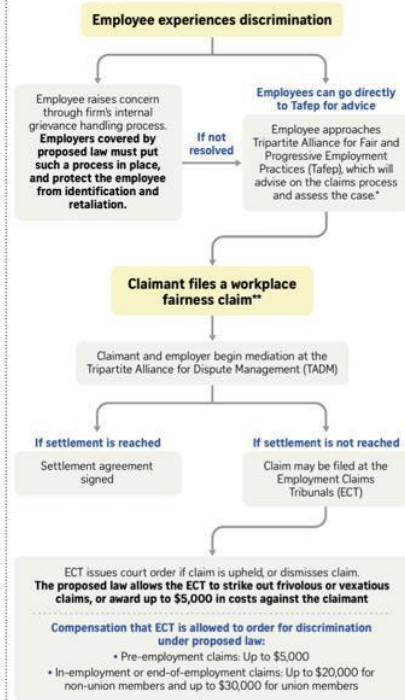 Employee experiences discrimination
Employee raises concern
through firm's internal
grievance handling process.
Employers covered by
proposed law must put
such a process in place,
and protect the employee
from identification and
retaliation.
If not
resolved
Employees can go directly
to Tafep for advice
Employee approaches
Tripartite Alliance for Fair and
Progressive Employment
Practices (Tafep), which will
advise on the claims process
and assess the case.*
Claimant files a workplace
fairness claim**
Claimant and employer begin mediation at the
Tripartite Alliance for Dispute Management (TADM)
If settlement is reached
Settlement agreement
signed
If settlement is not reached
Claim may be filed at the
Employment Claims
Tribunals (ECT)
ECT issues court order if claim is upheld, or dismisses claim.
The proposed law allows the ECT to strike out frivolous or vexatious
claims, or award up to $5,000 in costs against the claimant
Compensation that ECT is allowed to order for discrimination
under proposed law:
• Pre-employment claims: Up to $5,000
• In-employment or end-of-employment claims: Up to $20,000 for
non-union members and up to $30,000 for union members